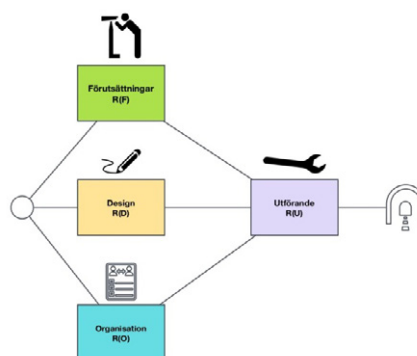 Förutsättningar
R(F)
Design
R(D)
Utförande
R(U)
Organisation
R(O)